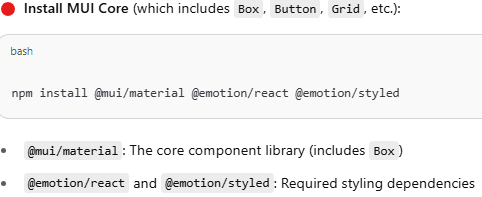 Install MUI Core (which includes Box, Button, Grid, etc.):
bash
npm install @mui/material @emotion/react @emotion/styled
@mui/material: The core component library (includes Box)
@emotion/react and @emotion/styled: Required styling dependencies